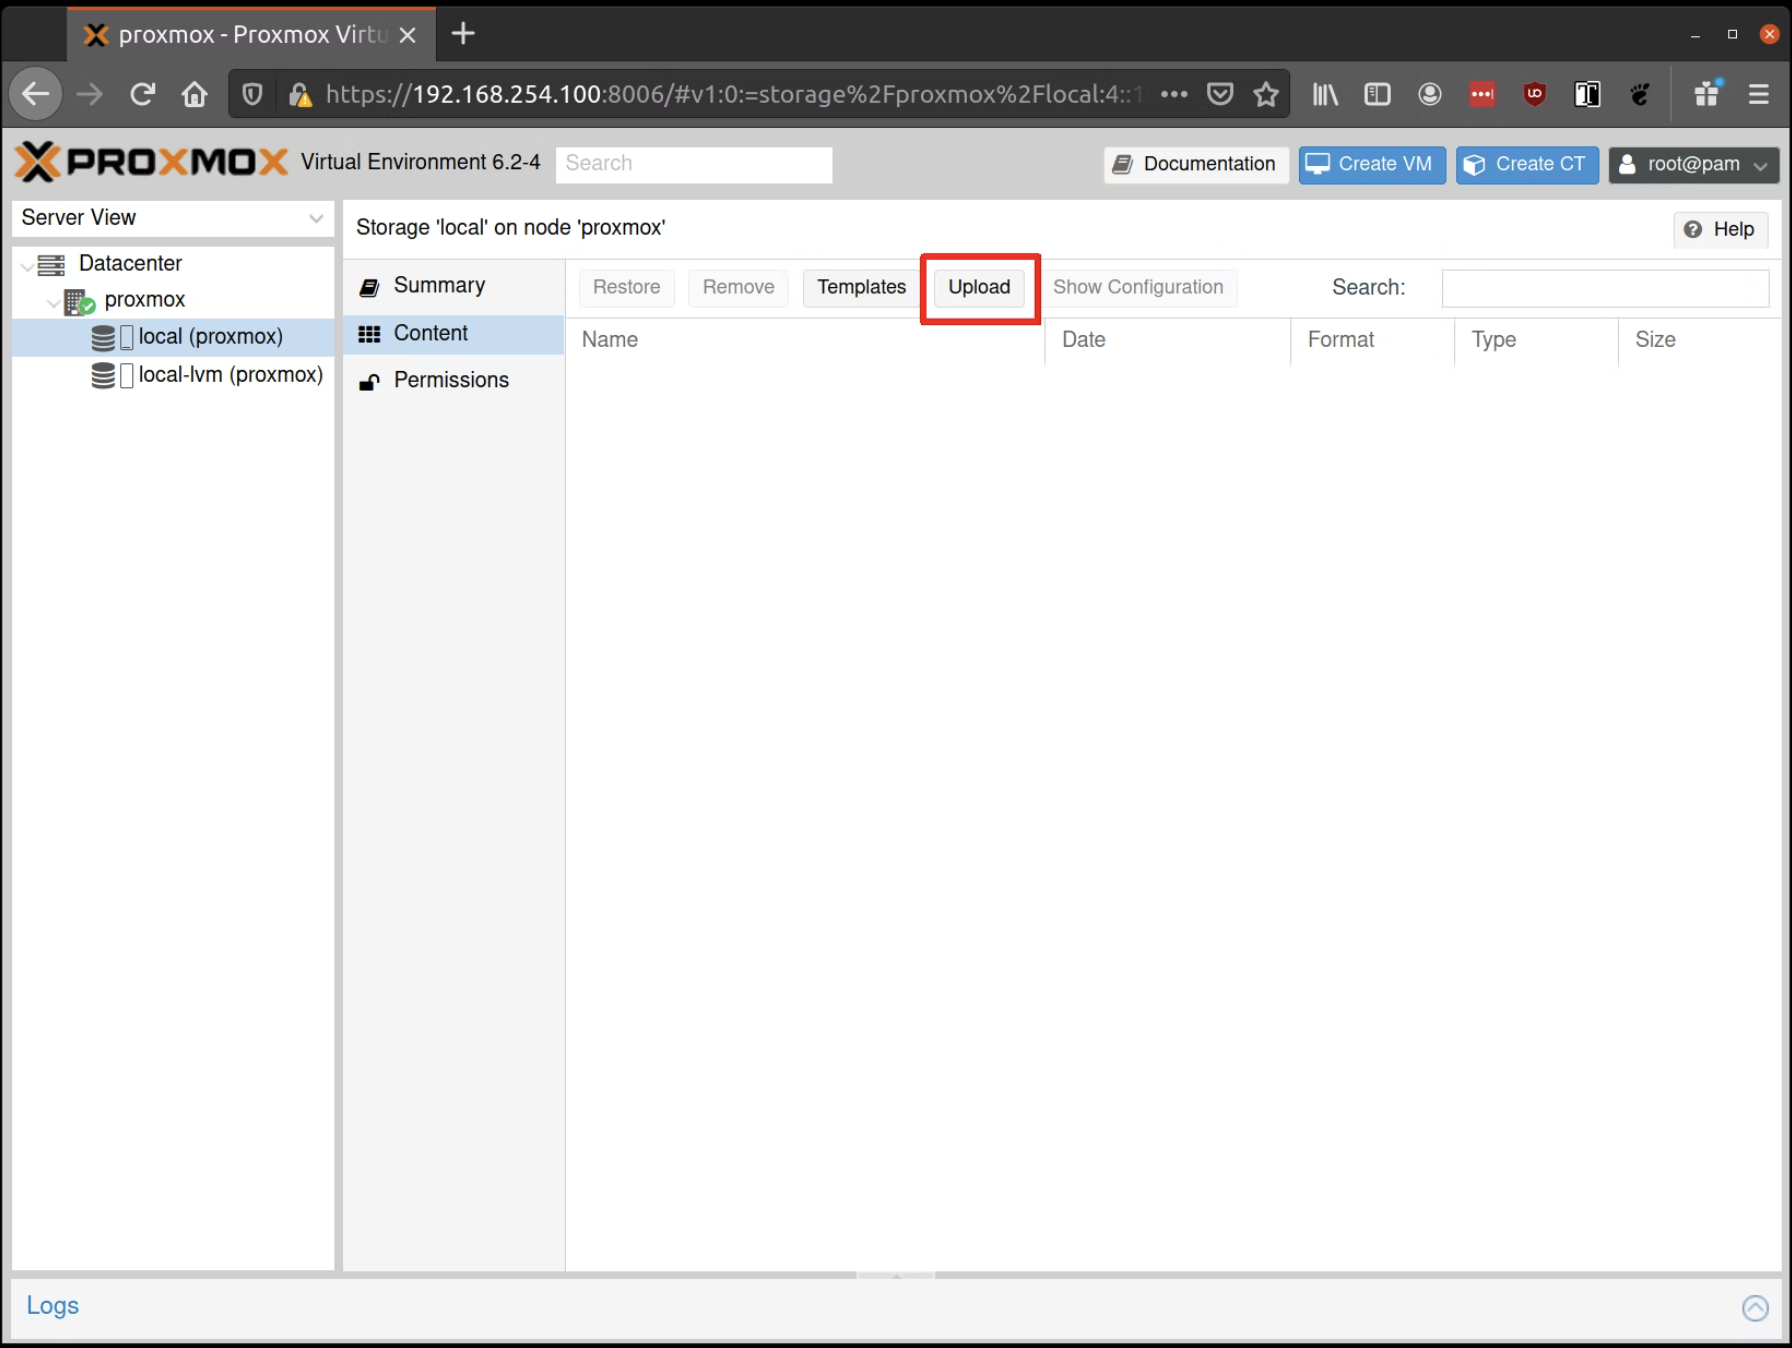 proxmox - Proxmox Virtu
https://192.168.254.100:8006/#v1:0:=storage%2Fproxmox%2Flocal:4::1
PROXMOX Virtual Environment 6.2-4 Search Documentation Create VM Create CT root@pam
Server View
Datacenter
proxmox
local (proxmox)
local-lvm (proxmox)
Storage 'local' on node 'proxmox' Help
Summary
Content
Permissions
Restore Remove Templates Upload Show Configuration Search:
Name Date Format Type Size
Logs